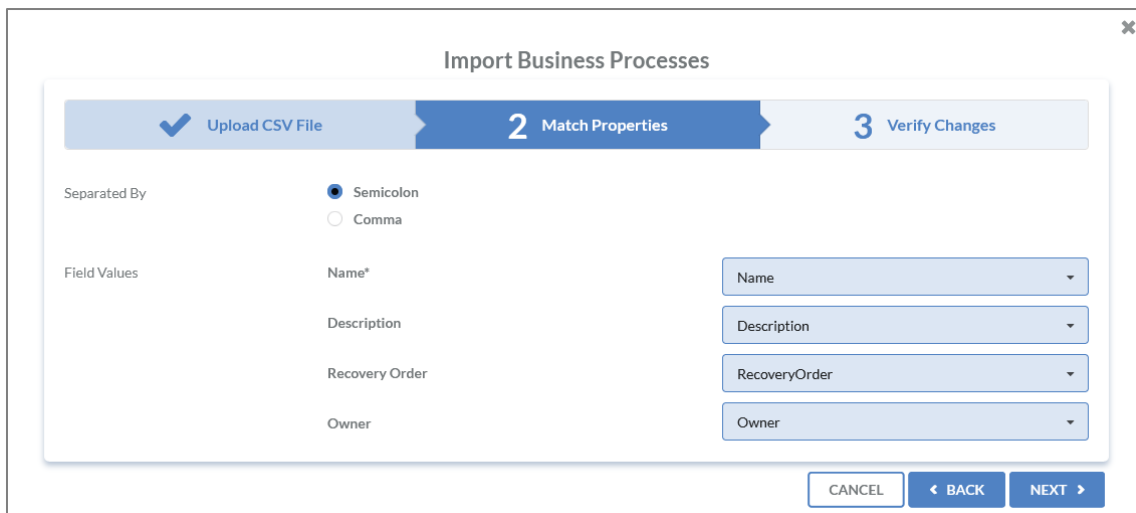 Import Business Processes
Upload CSV File
2 Match Properties
3 Verify Changes
Separated By
Semicolon
Comma
Field Values
Name*
Name
Description
Description
Recovery Order
RecoveryOrder
Owner
Owner
CANCEL
BACK
NEXT